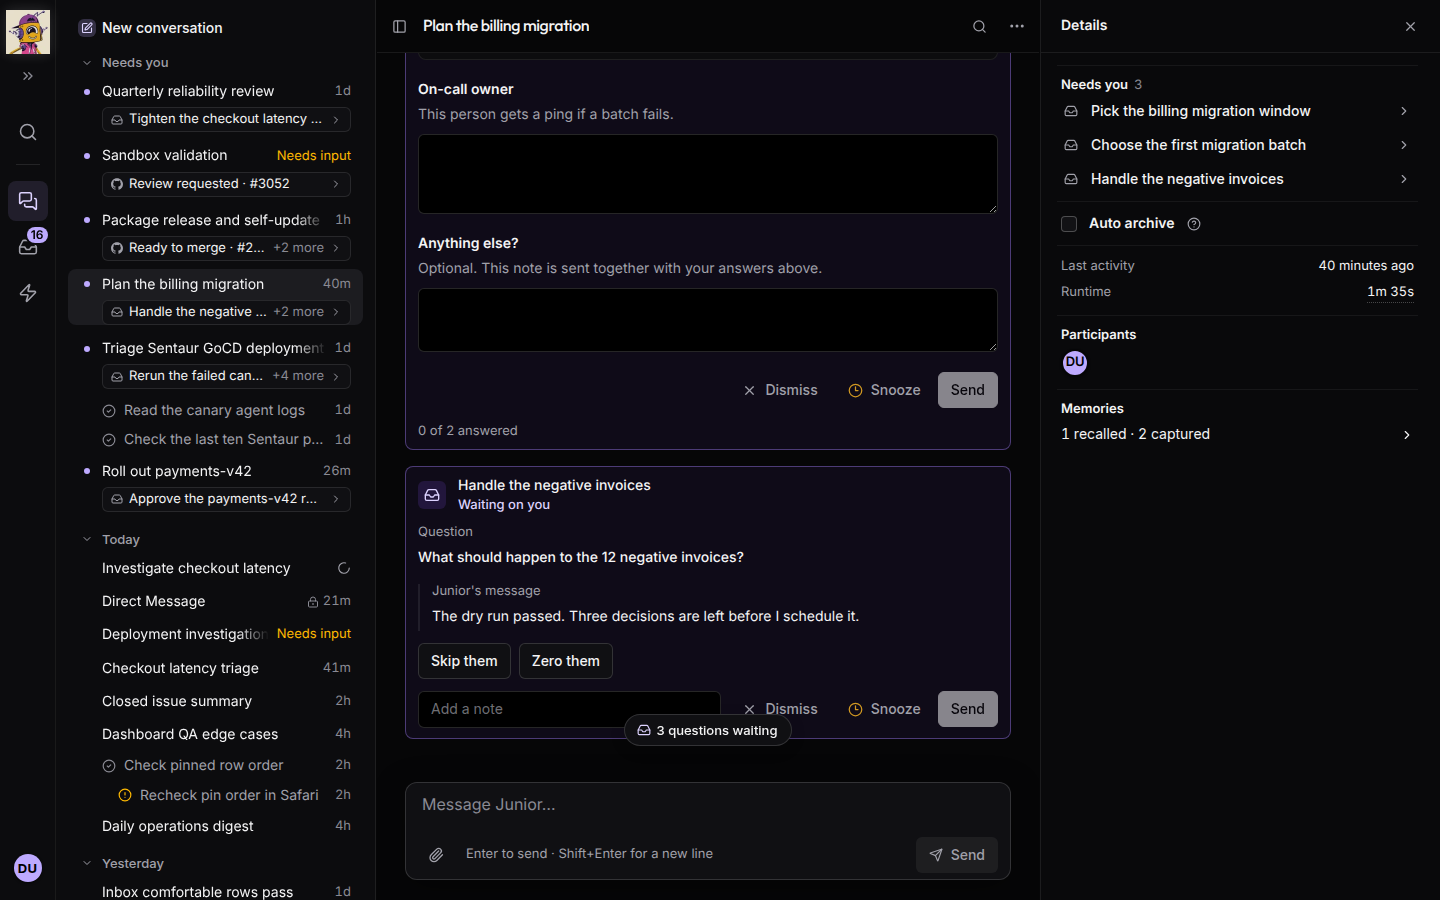 New conversation
Needs you
Quarterly reliability review 1d
Tighten the checkout latency ...
Sandbox validation Needs input
Review requested · #3052
Package release and self-update 1h
Ready to merge · #2... +2 more
Plan the billing migration 40m
Handle the negative ... +2 more
Triage Sentaur GoCD deployment 1d
Rerun the failed can... +4 more
Read the canary agent logs 1d
Check the last ten Sentaur p... 1d
Roll out payments-v42 26m
Approve the payments-v42 r...
Today
Investigate checkout latency
Direct Message 21m
Deployment investigation Needs input
Checkout latency triage 41m
Closed issue summary 2h
Dashboard QA edge cases 4h
Check pinned row order 2h
Recheck pin order in Safari 2h
Daily operations digest 4h
Yesterday
Inbox comfortable rows pass 1d
16
DU
Plan the billing migration
On-call owner
This person gets a ping if a batch fails.
Anything else?
Optional. This note is sent together with your answers above.
Dismiss Snooze Send
0 of 2 answered
Handle the negative invoices
Waiting on you
Question
What should happen to the 12 negative invoices?
Junior's message
The dry run passed. Three decisions are left before I schedule it.
Skip them Zero them
Add a note Dismiss Snooze Send
3 questions waiting
Message Junior...
Enter to send · Shift+Enter for a new line Send
Details
Needs you 3
Pick the billing migration window
Choose the first migration batch
Handle the negative invoices
Auto archive
Last activity 40 minutes ago
Runtime 1m 35s
Participants
DU
Memories
1 recalled · 2 captured